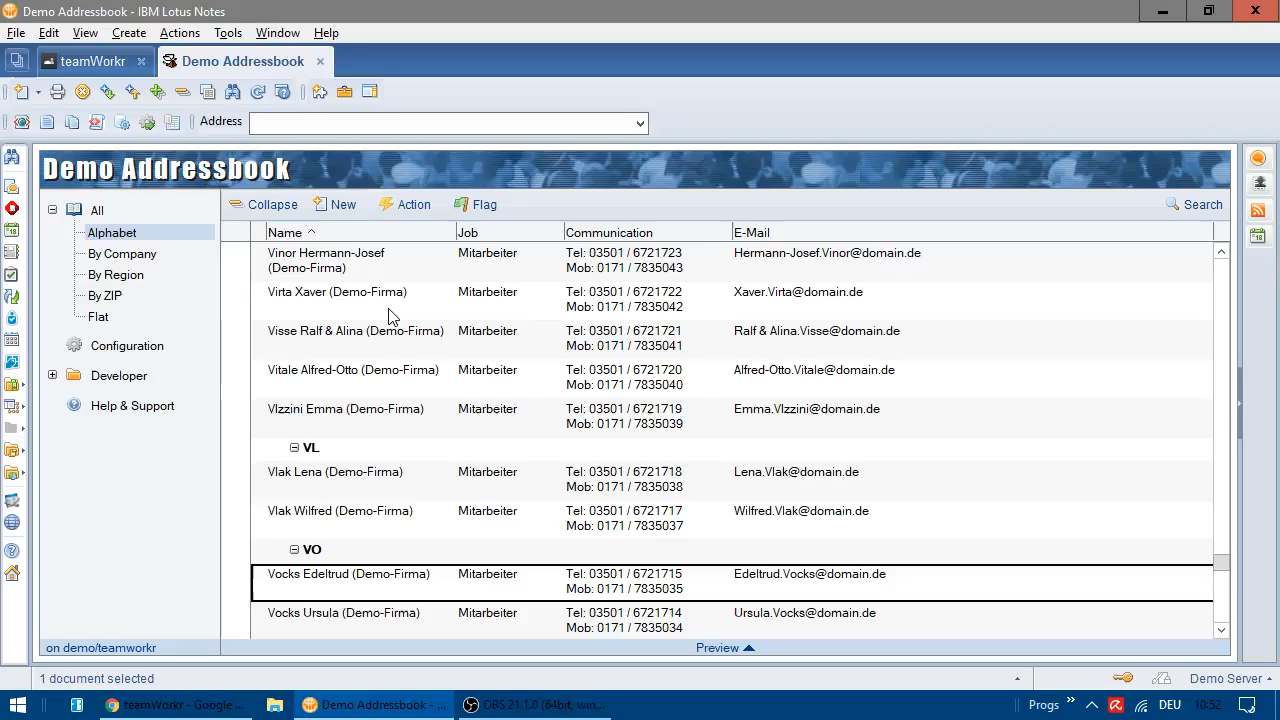 Demo Addressbook - IBM Lotus Notes
File Edit View Create Actions Tools Window Help
teamWorkr Demo Addressbook
Address
Demo Addressbook
Collapse New Action Flag Search
All
Alphabet
By Company
By Region
By ZIP
Flat
Configuration
Developer
Help & Support
Name Job Communication E-Mail
Vinor Hermann-Josef Mitarbeiter Tel: 03501 / 6721723 Hermann-Josef.Vinor@domain.de
(Demo-Firma) Mob: 0171 / 7835043
Virta Xaver (Demo-Firma) Mitarbeiter Tel: 03501 / 6721722 Xaver.Virta@domain.de
Mob: 0171 / 7835042
Visse Ralf & Alina (Demo-Firma) Mitarbeiter Tel: 03501 / 6721721 Ralf & Alina.Visse@domain.de
Mob: 0171 / 7835041
Vitale Alfred-Otto (Demo-Firma) Mitarbeiter Tel: 03501 / 6721720 Alfred-Otto.Vitale@domain.de
Mob: 0171 / 7835040
VIzzini Emma (Demo-Firma) Mitarbeiter Tel: 03501 / 6721719 Emma.VIzzini@domain.de
Mob: 0171 / 7835039
VL
Vlak Lena (Demo-Firma) Mitarbeiter Tel: 03501 / 6721718 Lena.Vlak@domain.de
Mob: 0171 / 7835038
Vlak Wilfred (Demo-Firma) Mitarbeiter Tel: 03501 / 6721717 Wilfred.Vlak@domain.de
Mob: 0171 / 7835037
VO
Vocks Edeltrud (Demo-Firma) Mitarbeiter Tel: 03501 / 6721715 Edeltrud.Vocks@domain.de
Mob: 0171 / 7835035
Vocks Ursula (Demo-Firma) Mitarbeiter Tel: 03501 / 6721714 Ursula.Vocks@domain.de
Mob: 0171 / 7835034
on demo/teamworkr Preview
1 document selected Demo Server
teamWorkr - Google ... Demo Addressbook - ... OBS 21.1.0 (64bit, win... Progs DEU 10:52